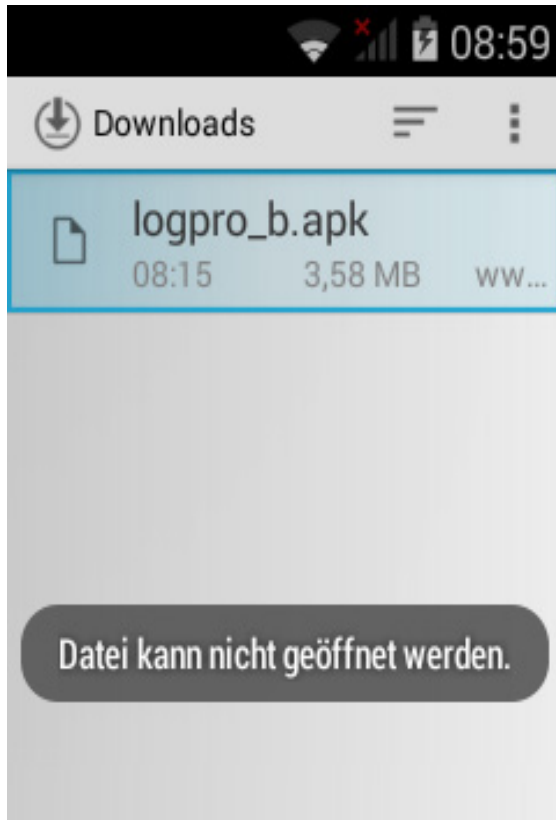 08:59
Downloads
logpro_b.apk
08:15 3,58 MB ww...
Datei kann nicht geöffnet werden.